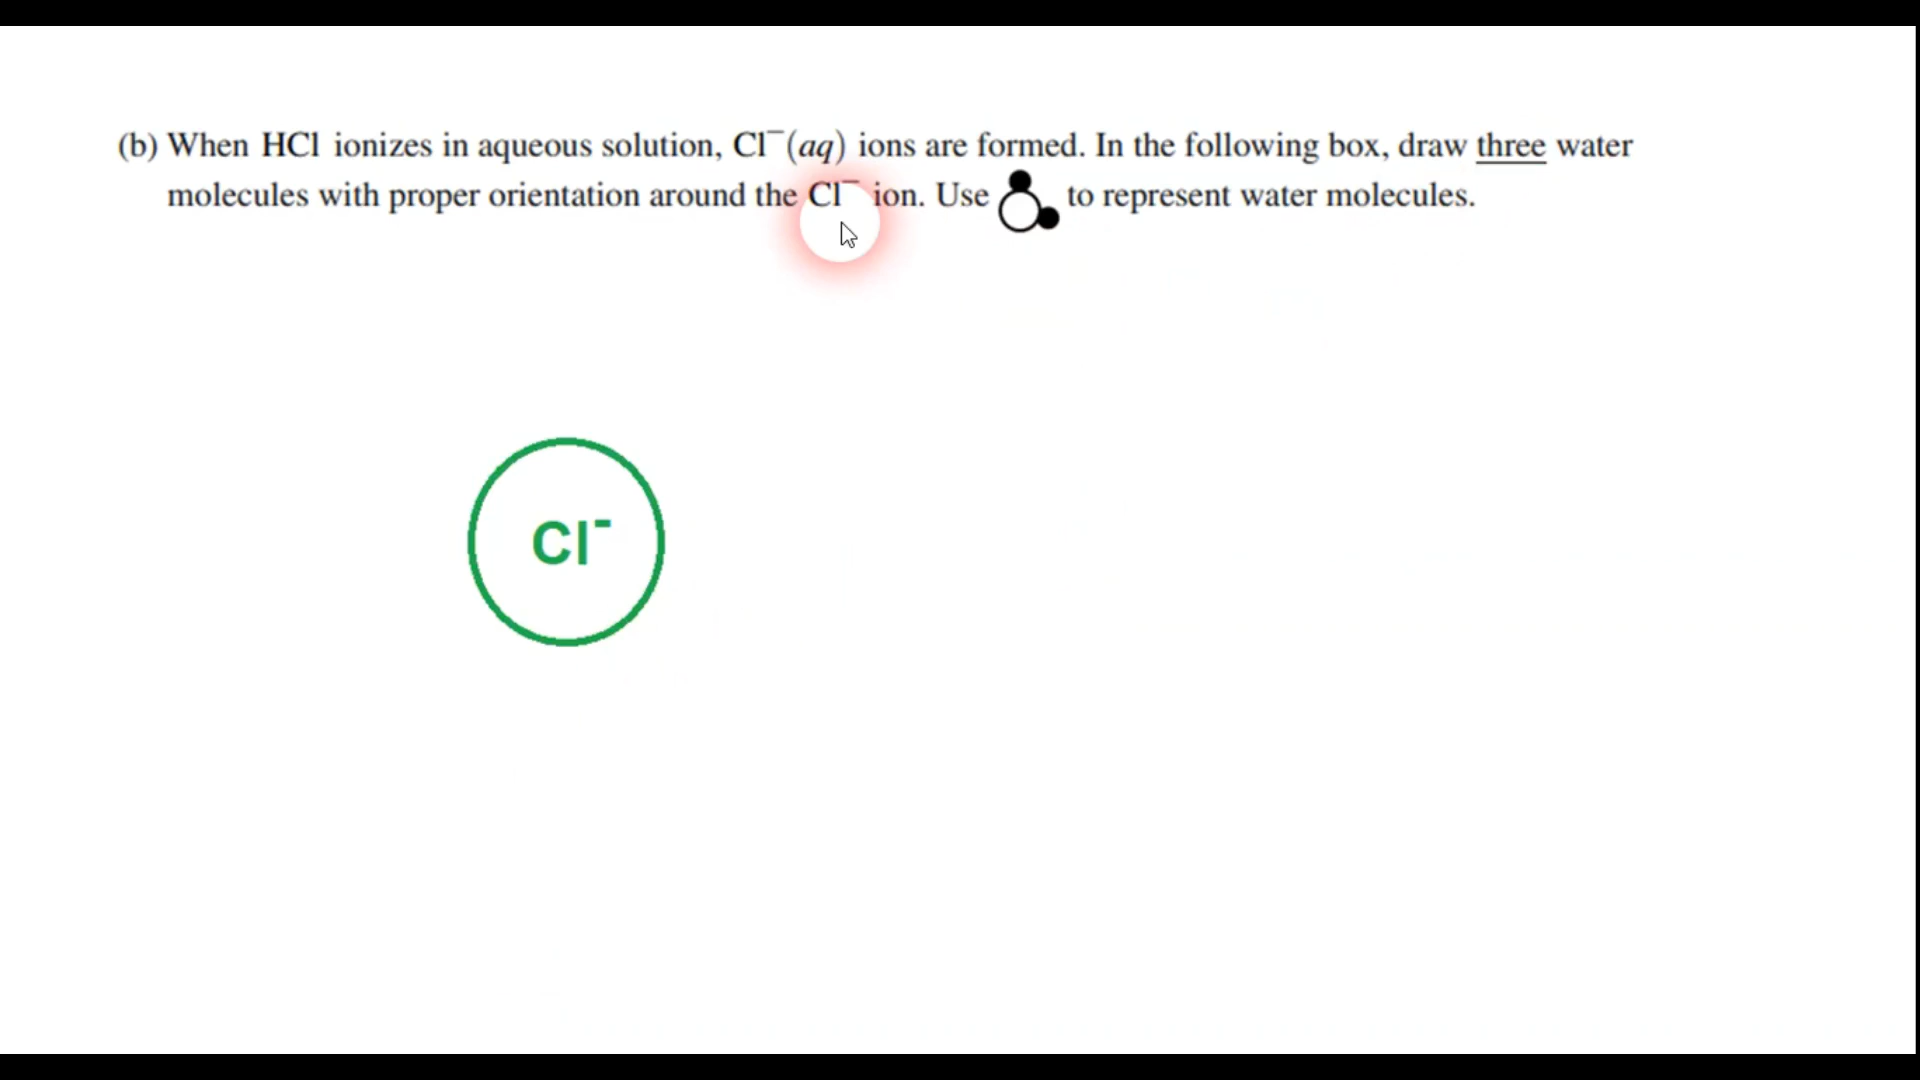 (b) When HCl ionizes in aqueous solution, Cl⁻(aq) ions are formed. In the following box, draw three water
molecules with proper orientation around the Cl⁻ ion. Use to represent water molecules.
Cl⁻